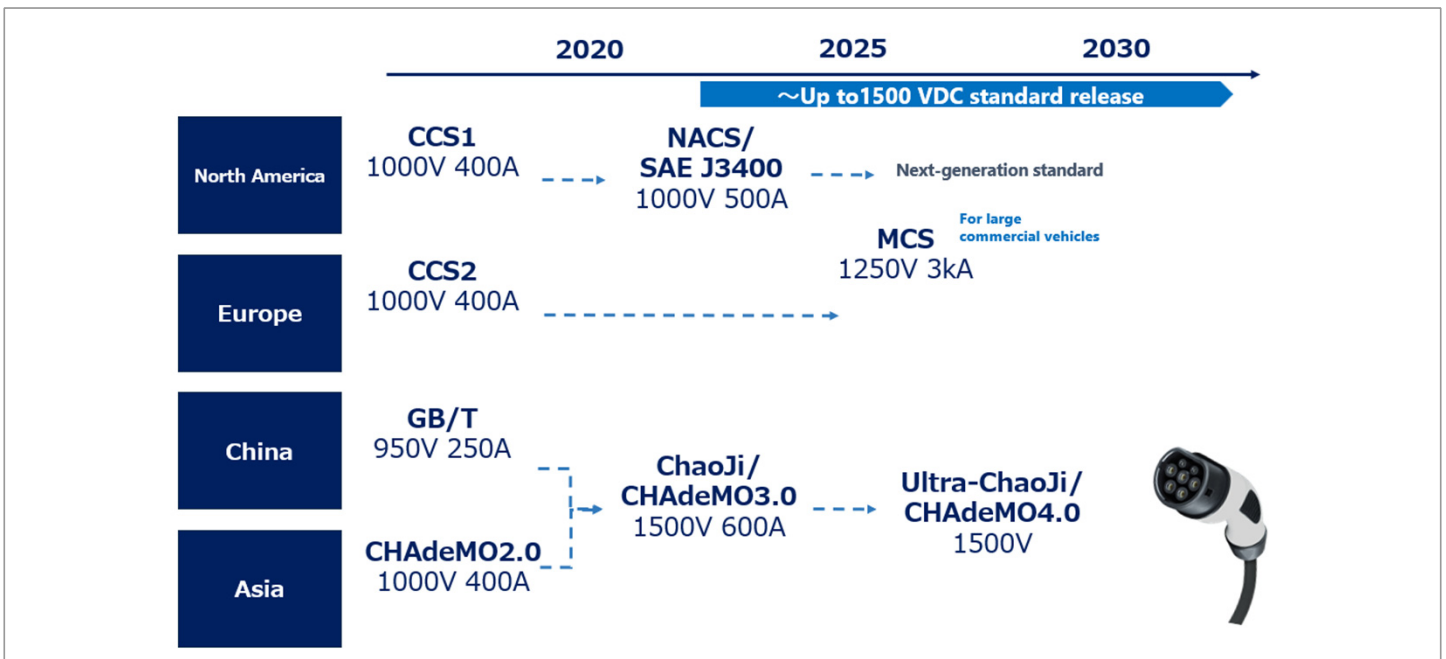 2020 2025 2030
～Up to1500 VDC standard release
North America
CCS1
1000V 400A
NACS/
SAE J3400
1000V 500A
Next-generation standard
MCS
1250V 3kA
For large
commercial vehicles
Europe
CCS2
1000V 400A
China
GB/T
950V 250A
ChaoJi/
CHAdeMO3.0
1500V 600A
Ultra-ChaoJi/
CHAdeMO4.0
1500V
Asia
CHAdeMO2.0
1000V 400A